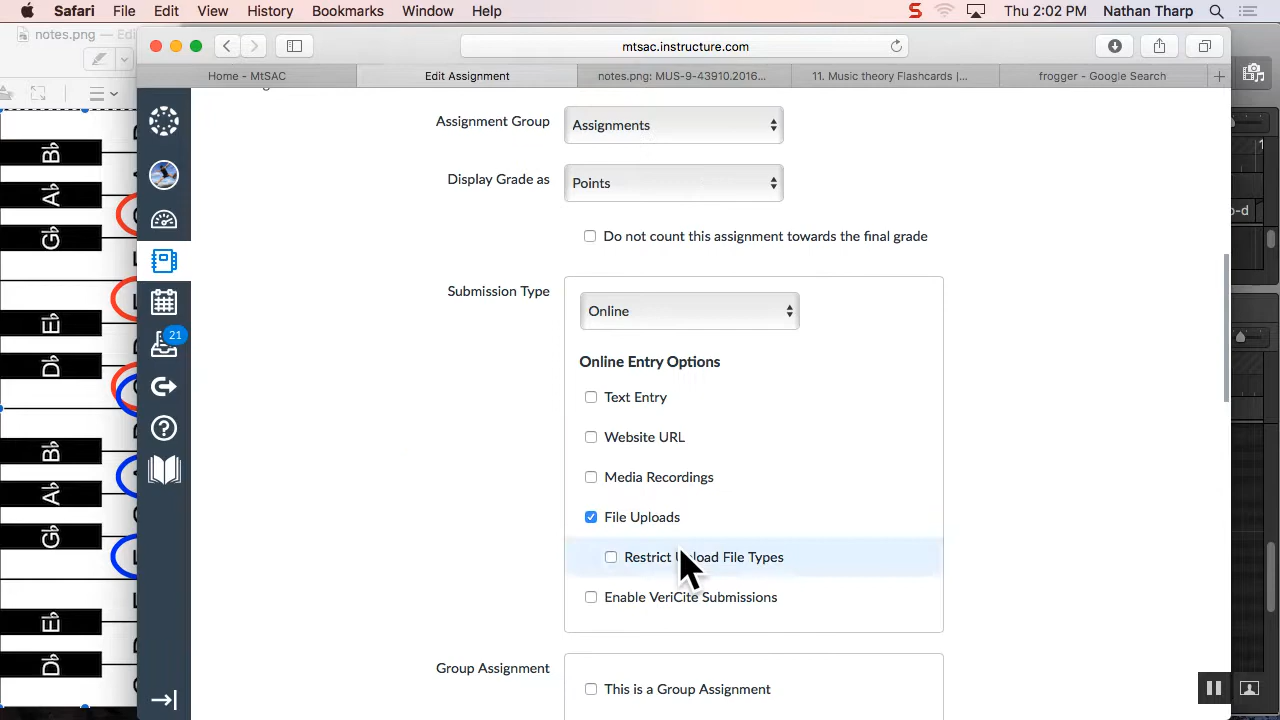 Safari File Edit View History Bookmarks Window Help Thu 2:02 PM Nathan Tharp
notes.png — Edi
mtsac.instructure.com
Home - MtSAC
Edit Assignment
notes.png: MUS-9-43910.2016...
11. Music theory Flashcards |...
frogger - Google Search
Assignment Group Assignments
Display Grade as Points
Do not count this assignment towards the final grade
Submission Type Online
Online Entry Options
Text Entry
Website URL
Media Recordings
File Uploads
Restrict Upload File Types
Enable VeriCite Submissions
Group Assignment
This is a Group Assignment
21
B♭
A♭
G♭
E♭
D♭
B♭
A♭
G♭
E♭
D♭
o-d